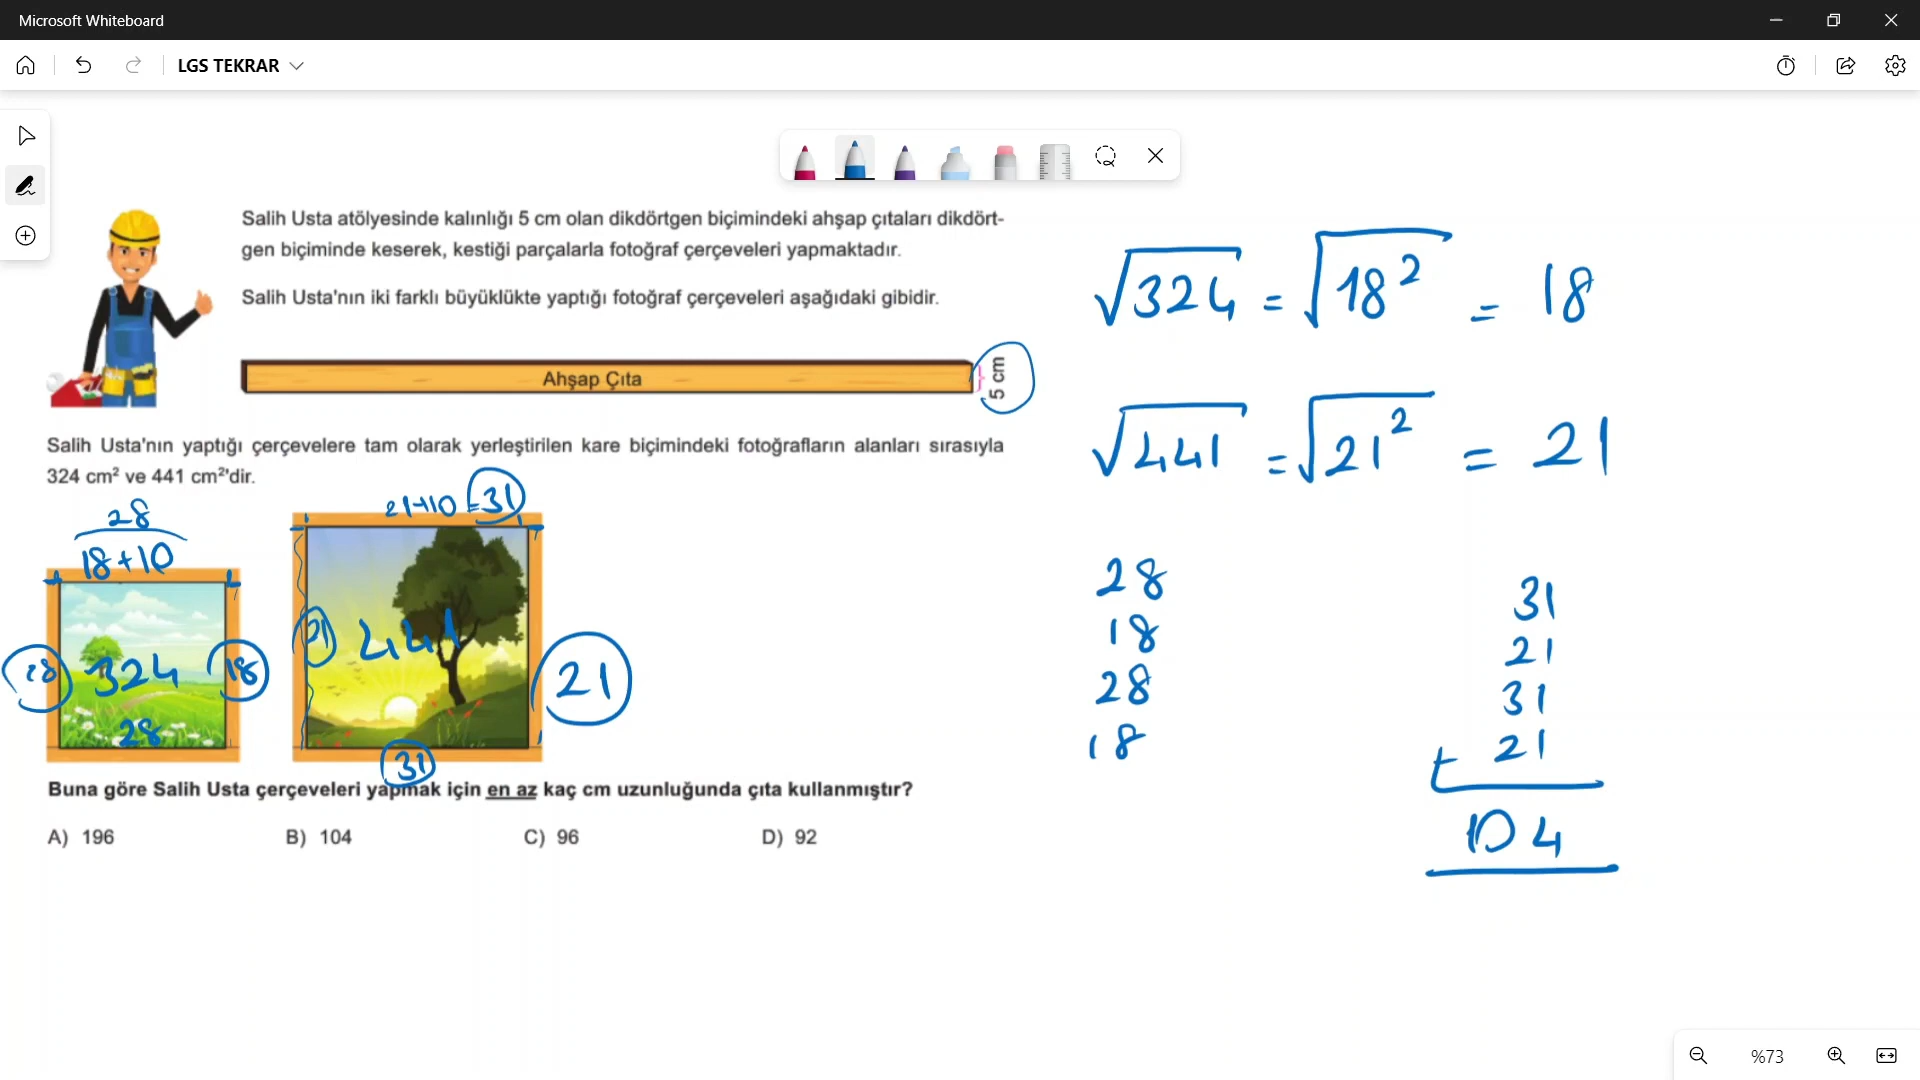 Microsoft Whiteboard
LGS TEKRAR
Salih Usta atölyesinde kalınlığı 5 cm olan dikdörtgen biçimindeki ahşap çıtaları dikdört-
gen biçiminde keserek, kestiği parçalarla fotoğraf çerçeveleri yapmaktadır.
Salih Usta'nın iki farklı büyüklükte yaptığı fotoğraf çerçeveleri aşağıdaki gibidir.
Ahşap Çıta
5 cm
Salih Usta'nın yaptığı çerçevelere tam olarak yerleştirilen kare biçimindeki fotoğrafların alanları sırasıyla
324 cm² ve 441 cm²'dir.
28
18+10
18 324 18
28
21+10 = 31
21 441 21
31
Buna göre Salih Usta çerçeveleri yapmak için en az kaç cm uzunluğunda çıta kullanmıştır?
A) 196 B) 104 C) 96 D) 92
√324 = √18² = 18
√441 = √21² = 21
28
18
28
18
31
21
31
+ 21
104
%73